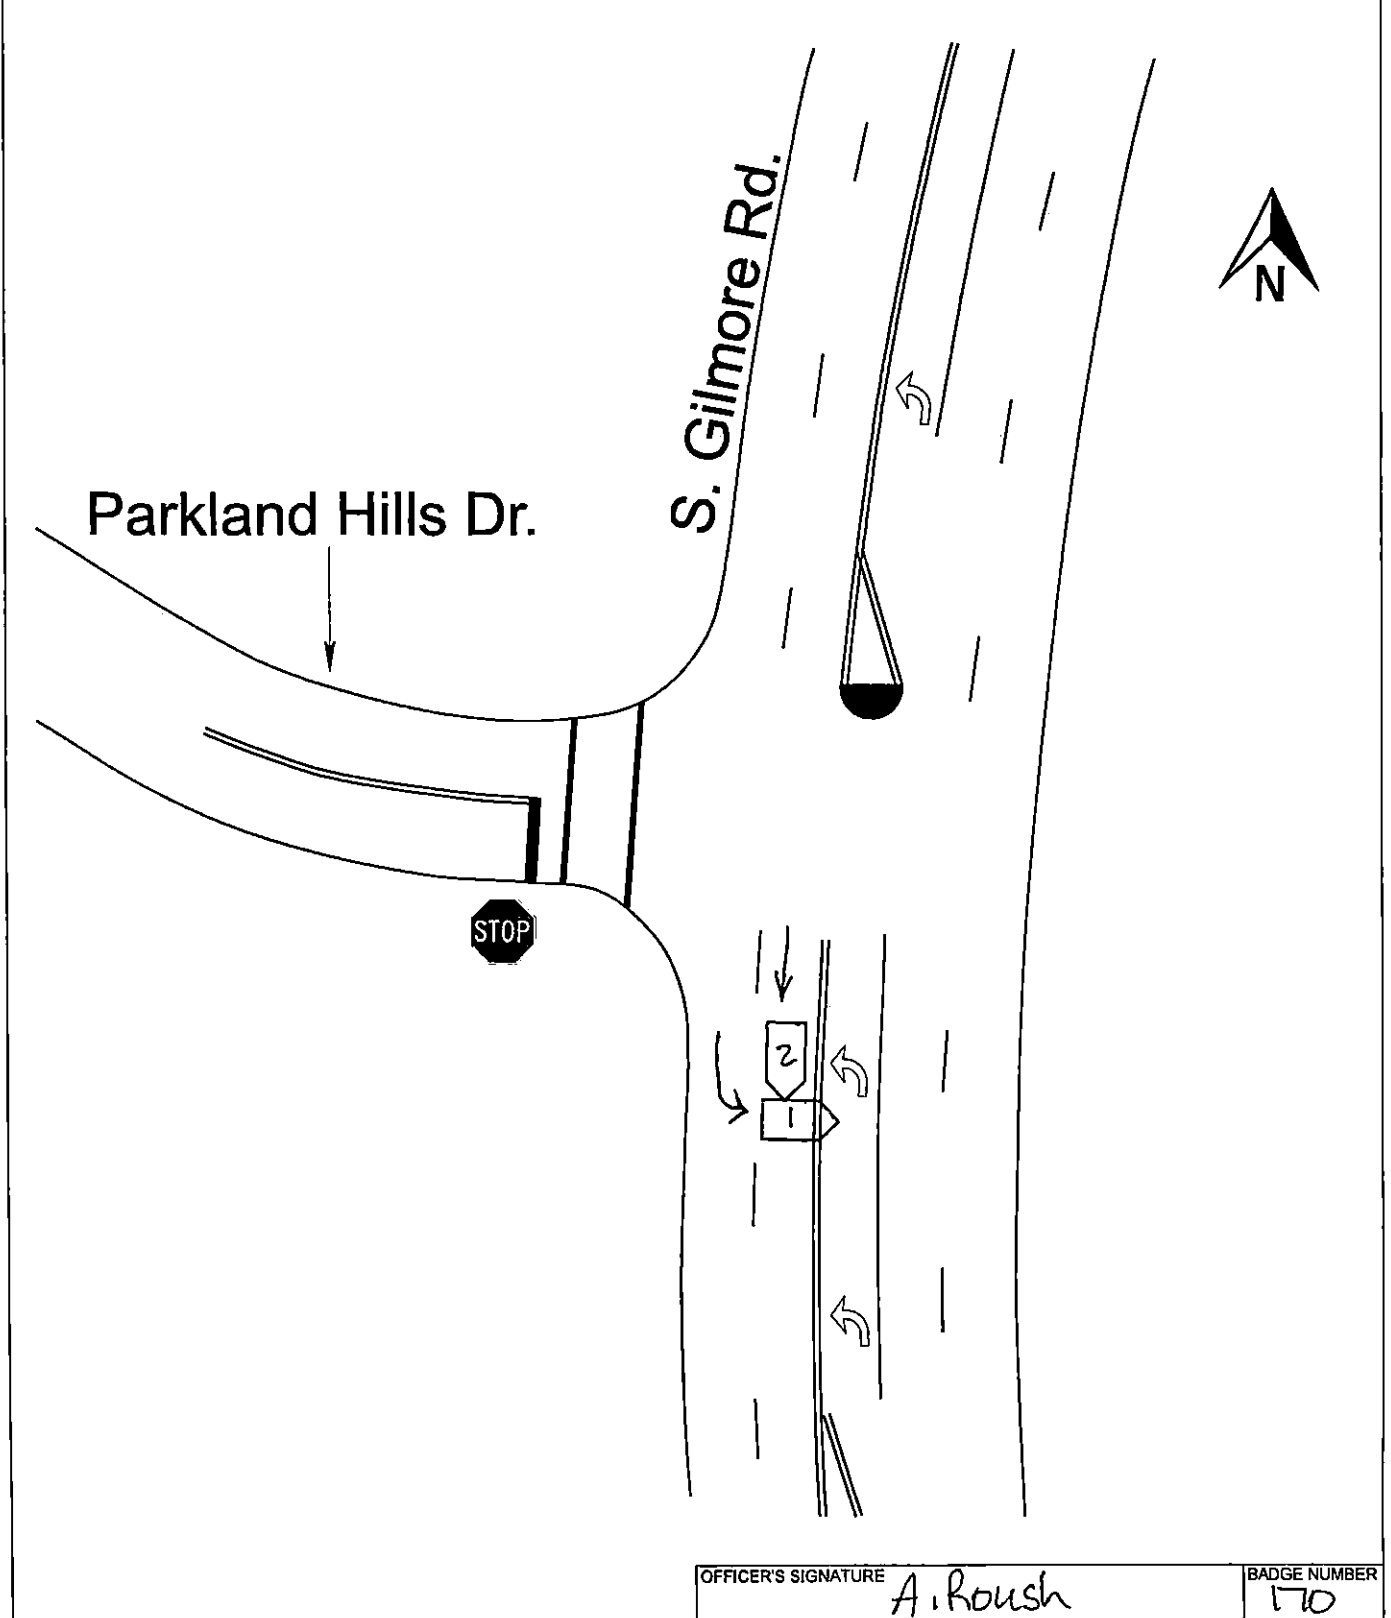 S. Gilmore Rd.
N
Parkland Hills Dr.
STOP
2
1
OFFICER'S SIGNATURE A. Roush
BADGE NUMBER 170